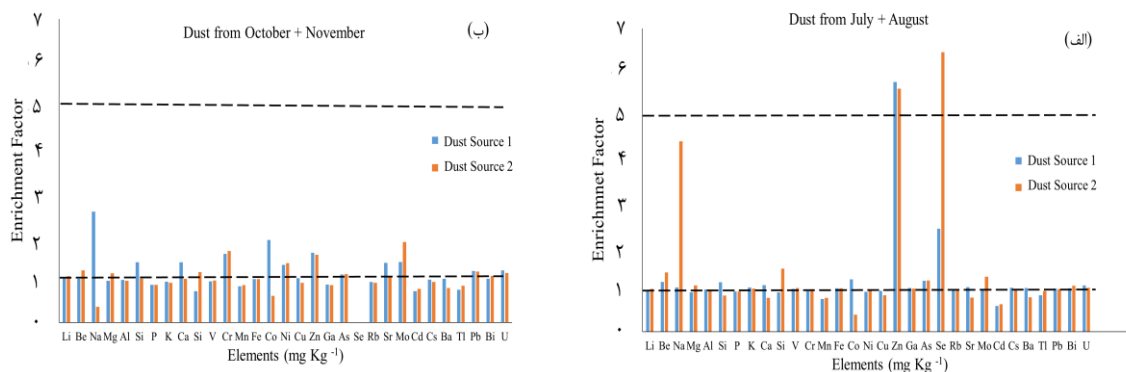 Dust from October + November
(ب)
Enrichment Factor
۷
۶
۵
۴
۳
۲
۱
۰
Dust Source 1
Dust Source 2
Li Be Na Mg Al Si P K Ca Si V Cr Mn Fe Co Ni Cu Zn Ga As Se Rb Sr Mo Cd Cs Ba Tl Pb Bi U
Elements (mg Kg -1)
Dust from July + August
(الف)
Enrichmnet Factor
۷
۶
۵
۴
۳
۲
۱
۰
Dust Source 1
Dust Source 2
Li Be Na Mg Al Si P K Ca Si V Cr Mn Fe Co Ni Cu Zn Ga As Se Rb Sr Mo Cd Cs Ba Tl Pb Bi U
Elements (mg Kg -1)